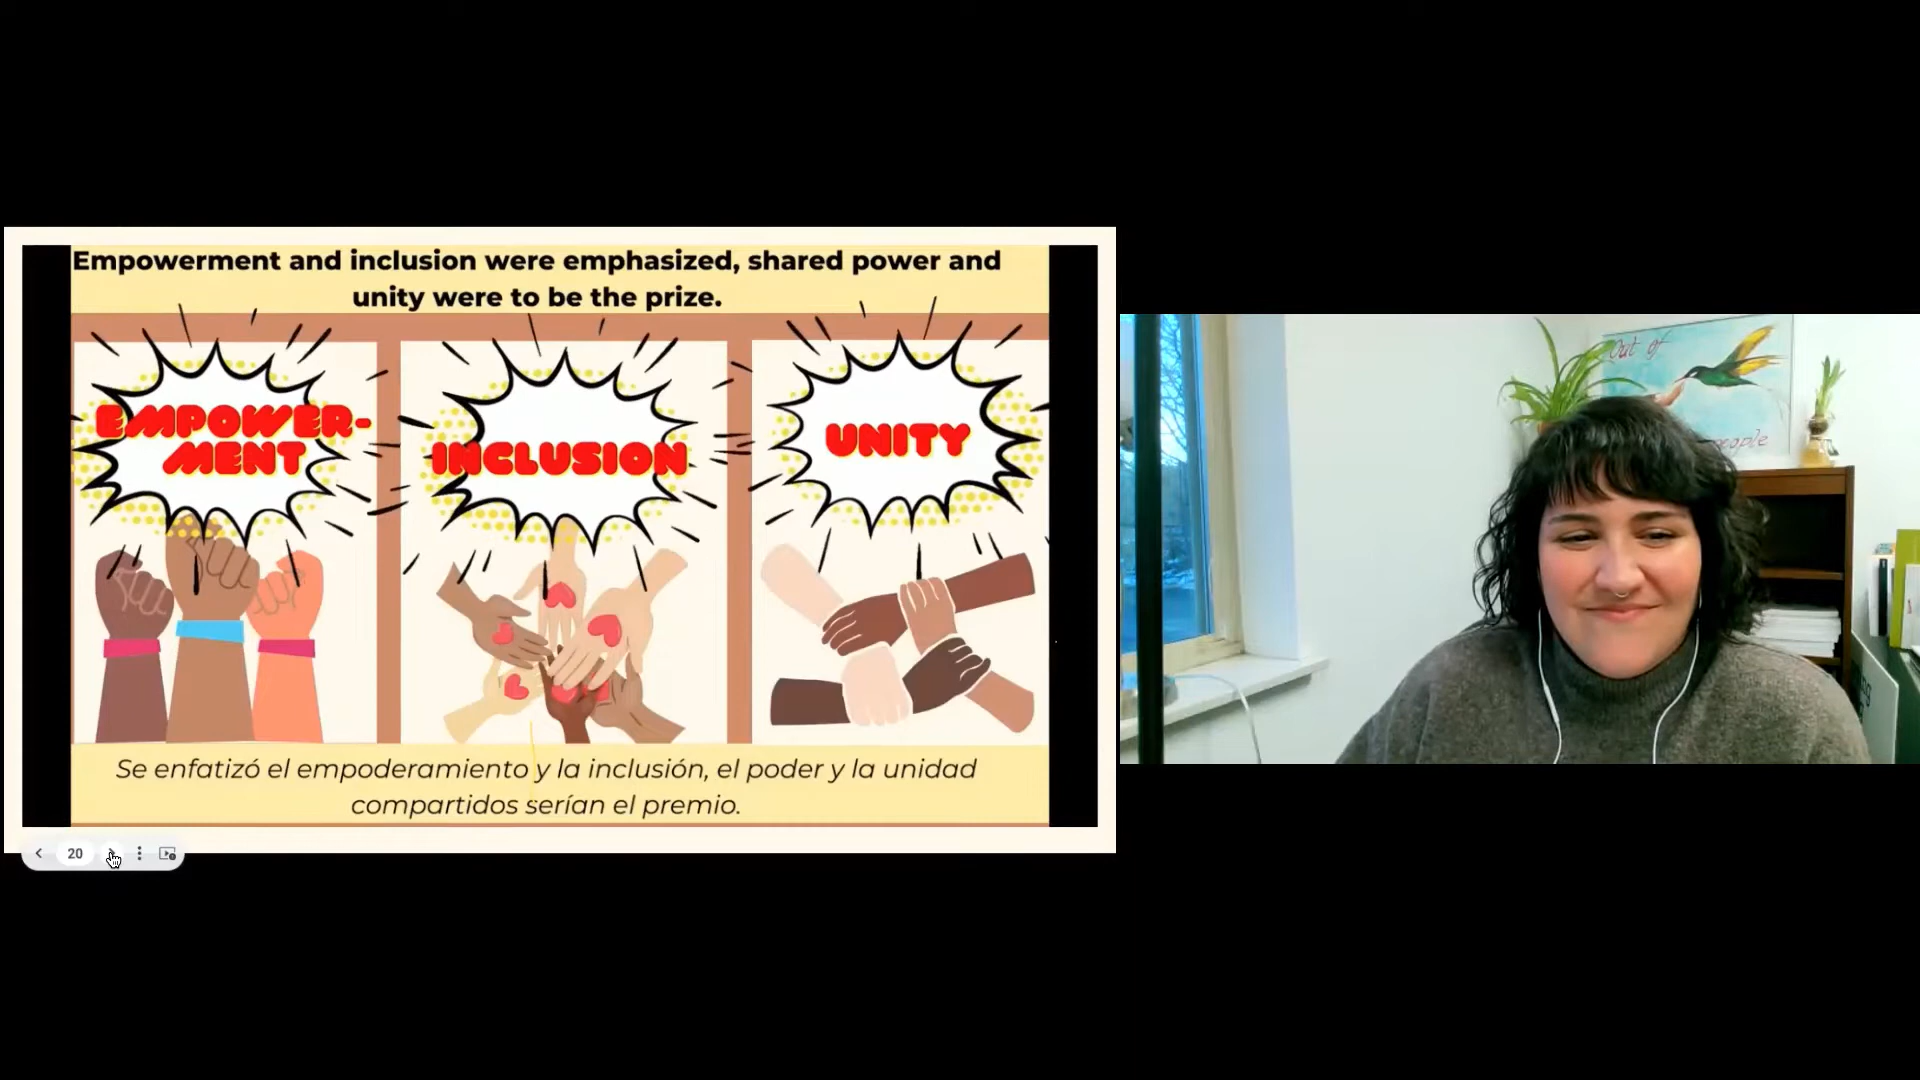 Empowerment and inclusion were emphasized, shared power and
unity were to be the prize.
EMPOWER-
MENT
INCLUSION
UNITY
Se enfatizó el empoderamiento y la inclusión, el poder y la unidad
compartidos serían el premio.
20
Out of
people